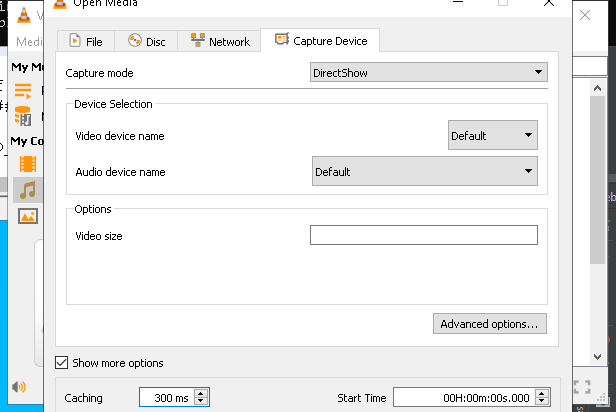 Open Media
Medi
File
Disc
Network
Capture Device
My M
Capture mode
DirectShow
Device Selection
Video device name
Default
My Co
Audio device name
Default
Options
Video size
Advanced options...
Show more options
Caching
300 ms
Start Time
00H:00m:00s.000